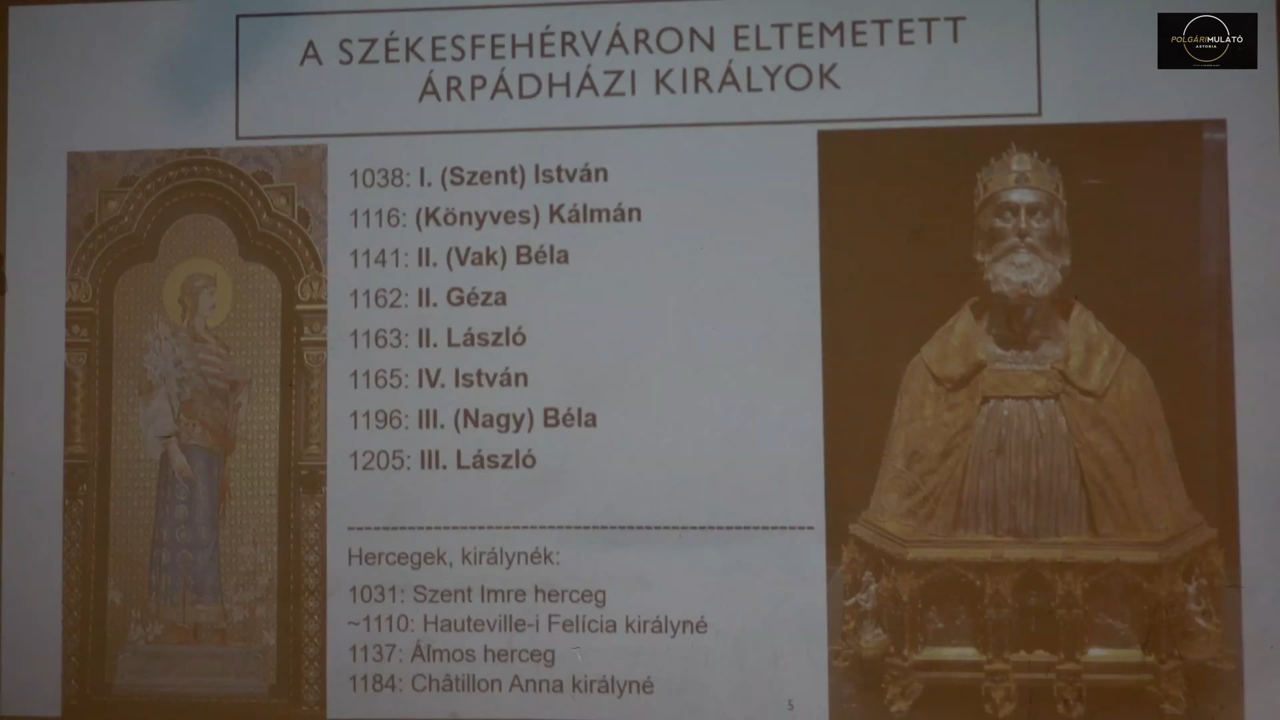 A SZÉKESFEHÉRVÁRON ELTEMETETT
ÁRPÁDHÁZI KIRÁLYOK
POLGÁRIMULATÓ
ASTORIA
1038: I. (Szent) István
1116: (Könyves) Kálmán
1141: II. (Vak) Béla
1162: II. Géza
1163: II. László
1165: IV. István
1196: III. (Nagy) Béla
1205: III. László
Hercegek, királynék:
1031: Szent Imre herceg
~1110: Hauteville-i Felícia királyné
1137: Álmos herceg
1184: Châtillon Anna királyné
5